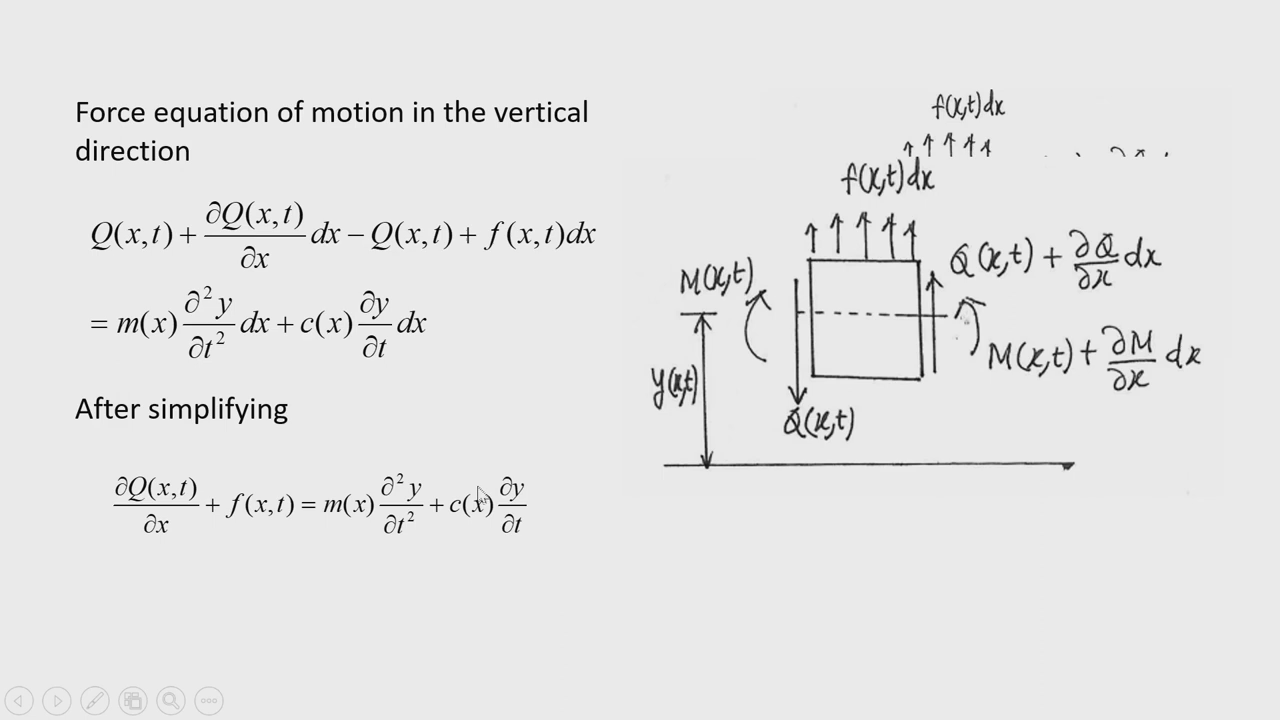 Force equation of motion in the vertical
direction
Q(x,t) + ∂Q(x,t)/∂x dx − Q(x,t) + f(x,t)dx
= m(x) ∂²y/∂t² dx + c(x) ∂y/∂t dx
After simplifying
∂Q(x,t)/∂x + f(x,t) = m(x) ∂²y/∂t² + c(x) ∂y/∂t
f(x,t)dx
f(x,t)dx
Q(x,t) + ∂Q/∂x dx
M(x,t)
M(x,t) + ∂M/∂x dx
y(x,t)
Q(x,t)